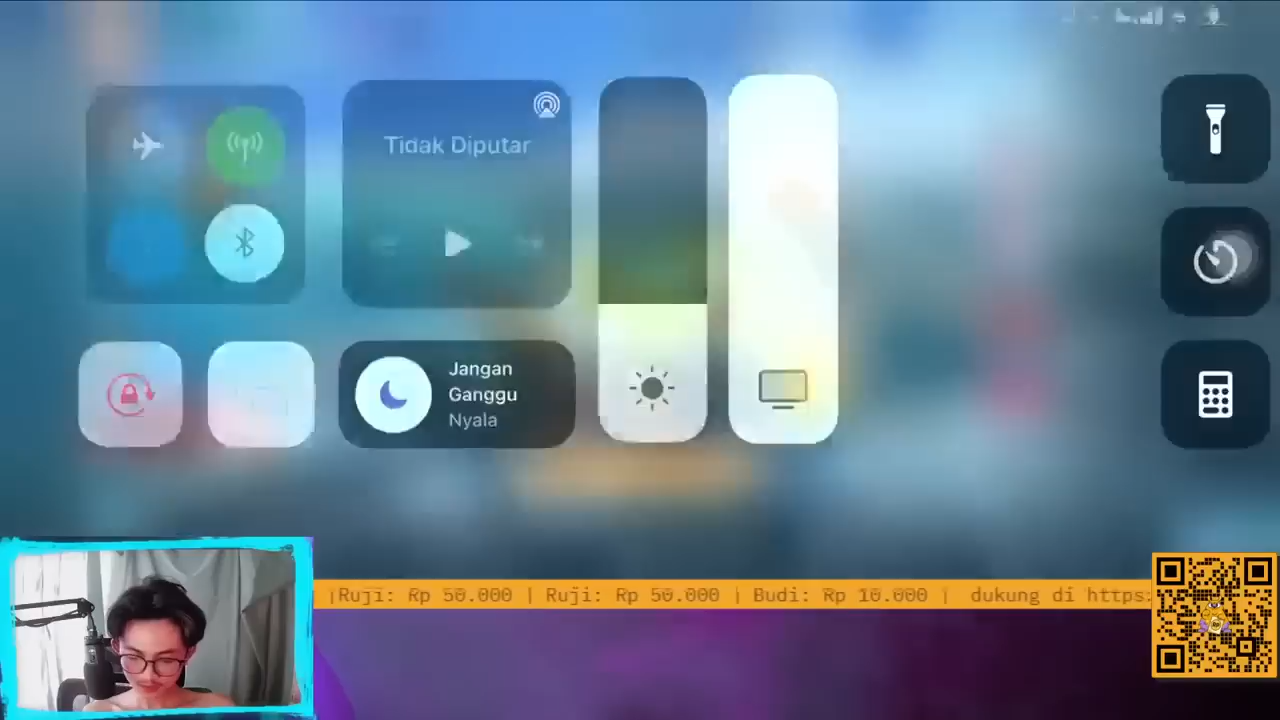 Tidak Diputar
Jangan
Ganggu
Nyala
|Ruji: Rp 50.000 | Ruji: Rp 50.000 | Budi: Rp 10.000 | dukung di https: